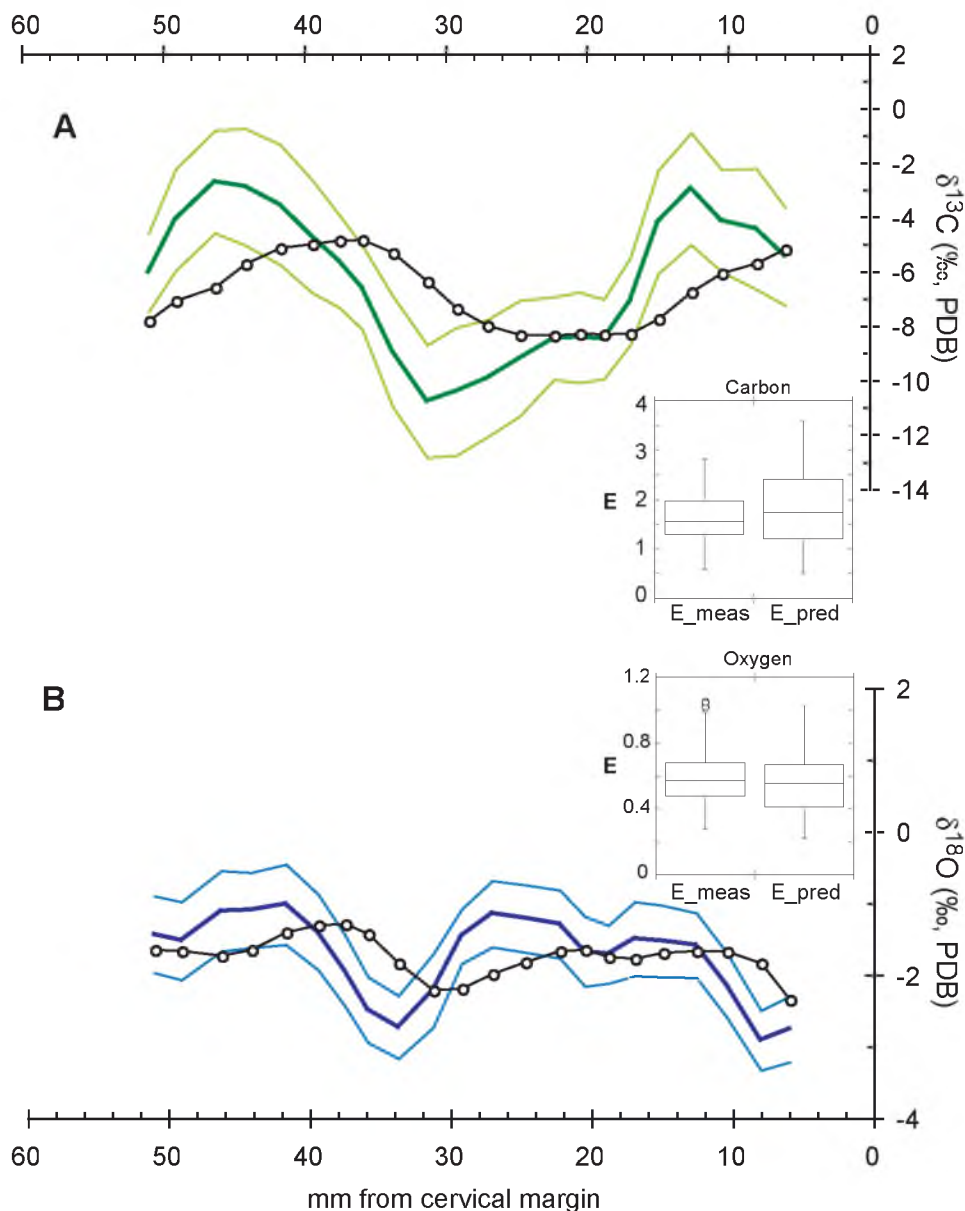 60 50 40 30 20 10 0
2
A
0
-2
-4
-6
-8
-10
-12
-14
δ13C (‰, PDB)
Carbon
4
3
E 2
1
0
E_meas E_pred
B
Oxygen
1.2
0.8
E
0.4
0
E_meas E_pred
2
0
-2
-4
δ18O (‰, PDB)
60 50 40 30 20 10 0
mm from cervical margin